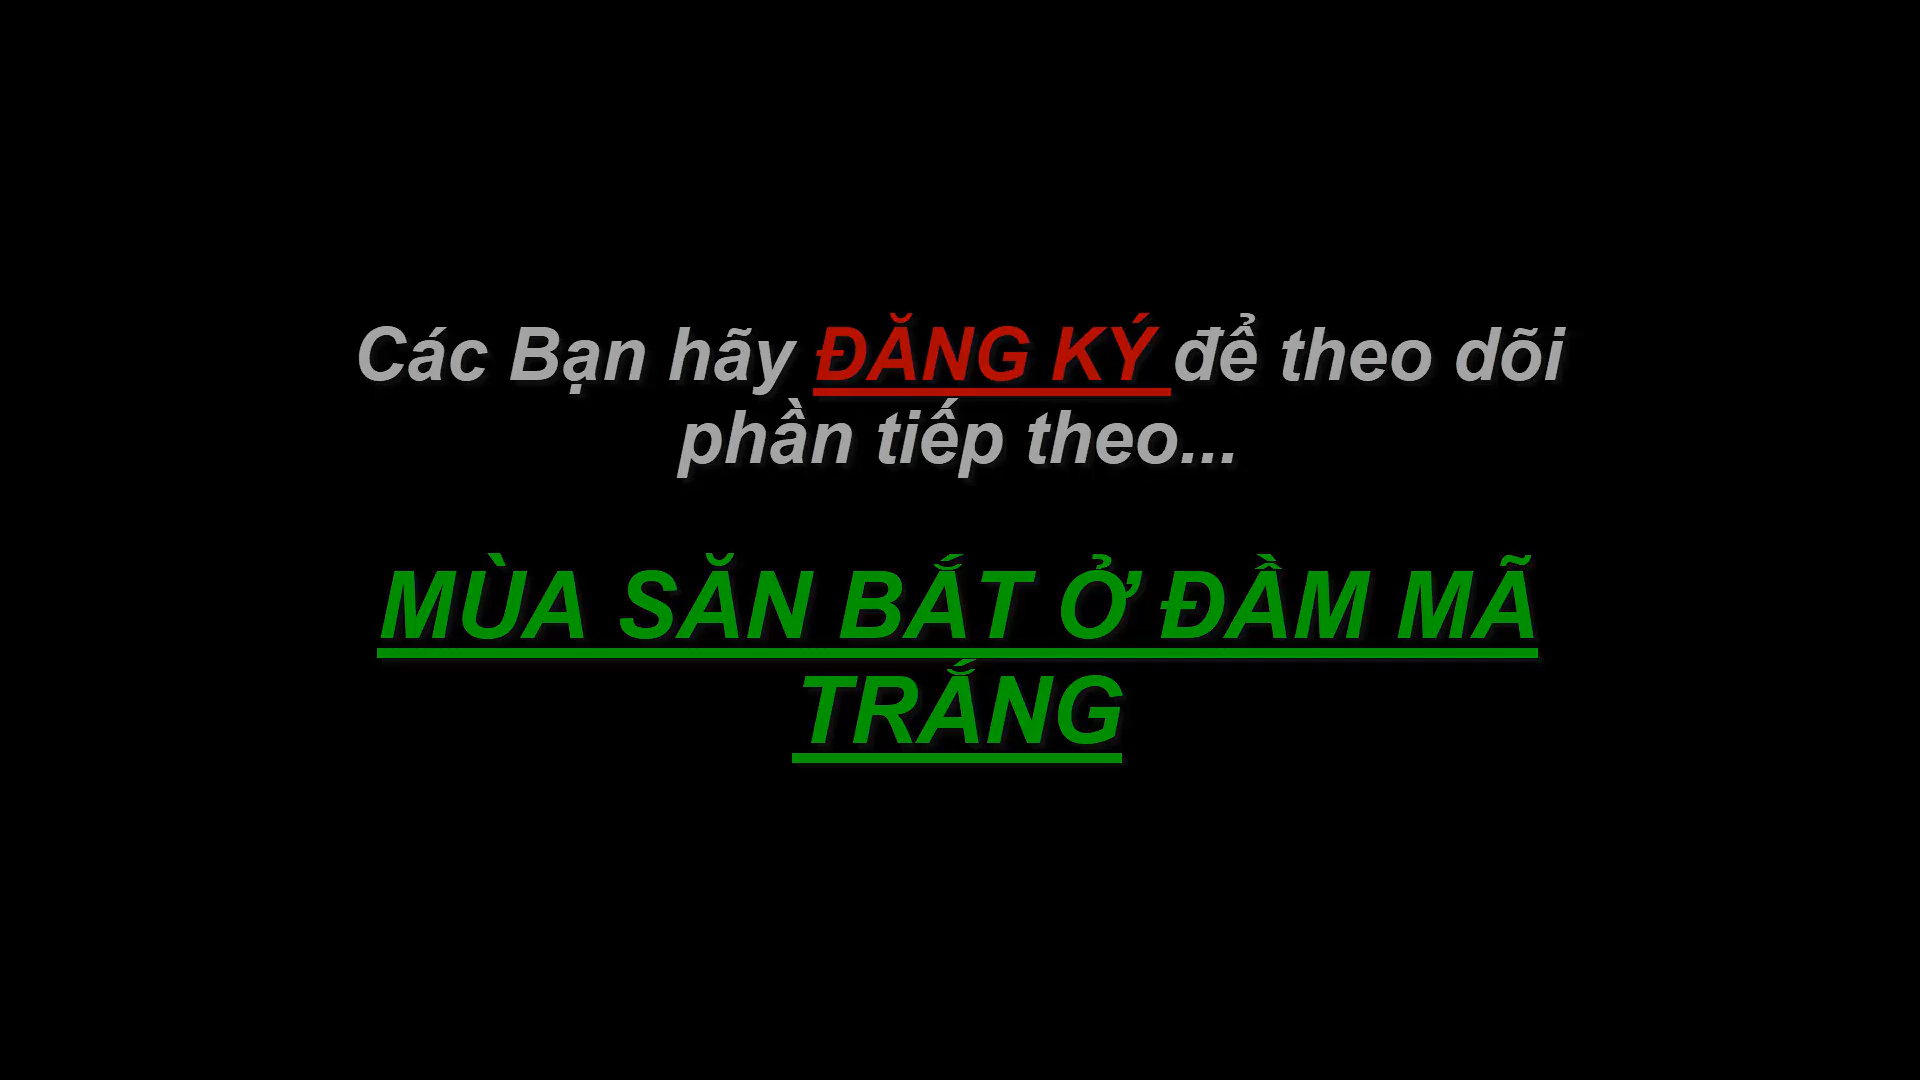 Các Bạn hãy ĐĂNG KÝ để theo dõi
phần tiếp theo...
MÙA SĂN BẮT Ở ĐẦM MÃ
TRẮNG